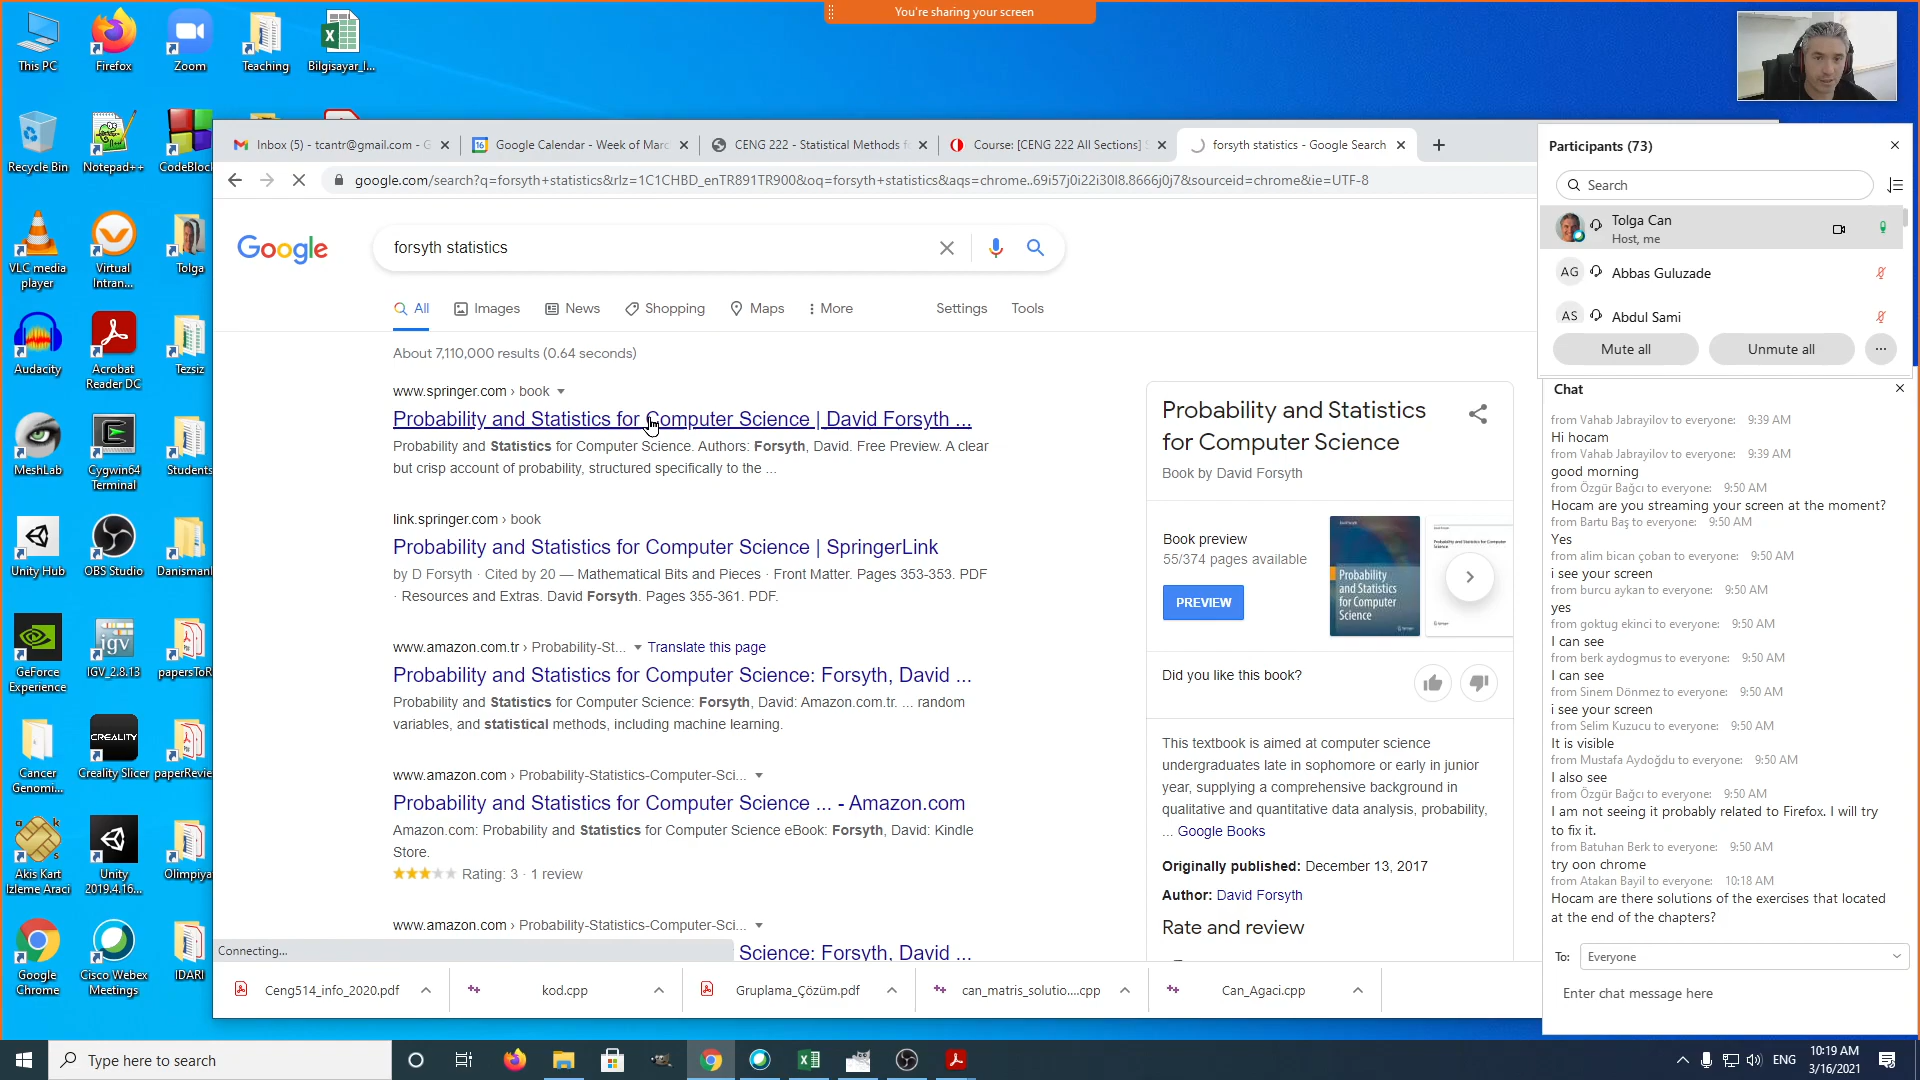 You're sharing your screen
This PC
Firefox
Zoom
Teaching
Bilgisayar_I...
Recycle Bin
Notepad++
CodeBlock
VLC media player
Virtual Intran...
Tolga
Audacity
Acrobat Reader DC
Tezsiz
MeshLab
Cygwin64 Terminal
Students
Unity Hub
OBS Studio
Danismanl
GeForce Experience
IGV_2.8.13
papersToR
Cancer Genomi...
Creality Slicer
paperRevie
Akis Kart Izleme Araci
Unity 2019.4.16...
Olimpiya
Google Chrome
Cisco Webex Meetings
IDARI
Inbox (5) - tcantr@gmail.com - G
Google Calendar - Week of Marc
CENG 222 - Statistical Methods f
Course: [CENG 222 All Sections] S
forsyth statistics - Google Search
google.com/search?q=forsyth+statistics&rlz=1C1CHBD_enTR891TR900&oq=forsyth+statistics&aqs=chrome..69i57j0i22i30l8.8666j0j7&sourceid=chrome&ie=UTF-8
Google
forsyth statistics
All
Images
News
Shopping
Maps
More
Settings
Tools
About 7,110,000 results (0.64 seconds)
www.springer.com › book
Probability and Statistics for Computer Science | David Forsyth ...
Probability and Statistics for Computer Science. Authors: Forsyth, David. Free Preview. A clear
but crisp account of probability, structured specifically to the ...
link.springer.com › book
Probability and Statistics for Computer Science | SpringerLink
by D Forsyth · Cited by 20 — Mathematical Bits and Pieces · Front Matter. Pages 353-353. PDF
· Resources and Extras. David Forsyth. Pages 355-361. PDF.
www.amazon.com.tr › Probability-St... Translate this page
Probability and Statistics for Computer Science: Forsyth, David ...
Probability and Statistics for Computer Science: Forsyth, David: Amazon.com.tr. ... random
variables, and statistical methods, including machine learning.
www.amazon.com › Probability-Statistics-Computer-Sci...
Probability and Statistics for Computer Science ... - Amazon.com
Amazon.com: Probability and Statistics for Computer Science eBook: Forsyth, David: Kindle
Store.
Rating: 3 · 1 review
www.amazon.com › Probability-Statistics-Computer-Sci...
Science: Forsyth, David ...
Connecting...
Probability and Statistics
for Computer Science
Book by David Forsyth
Book preview
55/374 pages available
PREVIEW
Probability and Statistics for Computer Science
Did you like this book?
This textbook is aimed at computer science
undergraduates late in sophomore or early in junior
year, supplying a comprehensive background in
qualitative and quantitative data analysis, probability,
... Google Books
Originally published: December 13, 2017
Author: David Forsyth
Rate and review
Ceng514_info_2020.pdf
kod.cpp
Gruplama_Çözüm.pdf
can_matris_solutio....cpp
Can_Agaci.cpp
Participants (73)
Search
Tolga Can
Host, me
AG
Abbas Guluzade
AS
Abdul Sami
Mute all
Unmute all
...
Chat
from Vahab Jabrayilov to everyone: 9:39 AM
Hi hocam
from Vahab Jabrayilov to everyone: 9:39 AM
good morning
from Özgür Bağcı to everyone: 9:50 AM
Hocam are you streaming your screen at the moment?
from Bartu Baş to everyone: 9:50 AM
Yes
from alim bican çoban to everyone: 9:50 AM
i see your screen
from burcu aykan to everyone: 9:50 AM
yes
from goktug ekinci to everyone: 9:50 AM
I can see
from berk aydogmus to everyone: 9:50 AM
I can see
from Sinem Dönmez to everyone: 9:50 AM
i see your screen
from Selim Kuzucu to everyone: 9:50 AM
It is visible
from Mustafa Aydoğdu to everyone: 9:50 AM
I also see
from Özgür Bağcı to everyone: 9:50 AM
I am not seeing it probably related to Firefox. I will try
to fix it.
from Batuhan Berk to everyone: 9:50 AM
try oon chrome
from Atakan Bayil to everyone: 10:18 AM
Hocam are there solutions of the exercises that located
at the end of the chapters?
To: Everyone
Enter chat message here
Type here to search
ENG
10:19 AM
3/16/2021